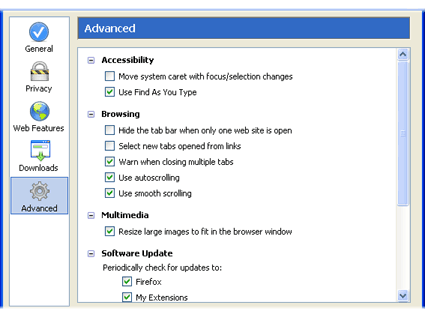 General
Privacy
Web Features
Downloads
Advanced
Advanced
Accessibility
Move system caret with focus/selection changes
Use Find As You Type
Browsing
Hide the tab bar when only one web site is open
Select new tabs opened from links
Warn when closing multiple tabs
Use autoscrolling
Use smooth scrolling
Multimedia
Resize large images to fit in the browser window
Software Update
Periodically check for updates to:
Firefox
My Extensions